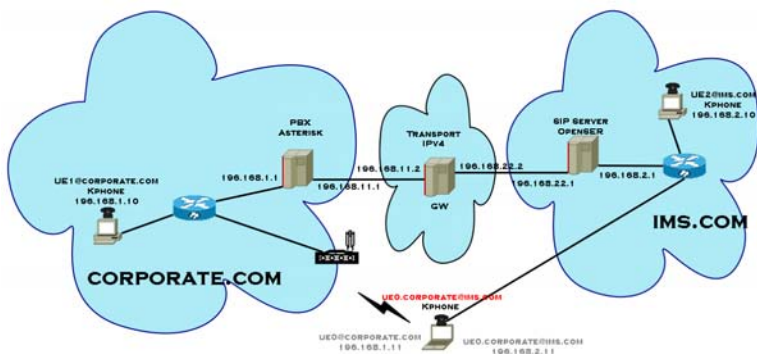 PBX
ASTERISK
UE1@CORPORATE.COM
KPHONE
196.168.1.10
196.168.1.1
196.168.11.1
CORPORATE.COM
TRANSPORT
IPV4
196.168.11.2
196.168.22.2
GW
SIP SERVER
OPENSER
196.168.22.1
196.168.2.1
UE2@IMS.COM
KPHONE
196.168.2.10
IMS.COM
UE0.CORPORATE@IMS.COM
KPHONE
UE0@CORPORATE.COM
196.168.1.11
UE0.CORPORATE@IMS.COM
196.168.2.11